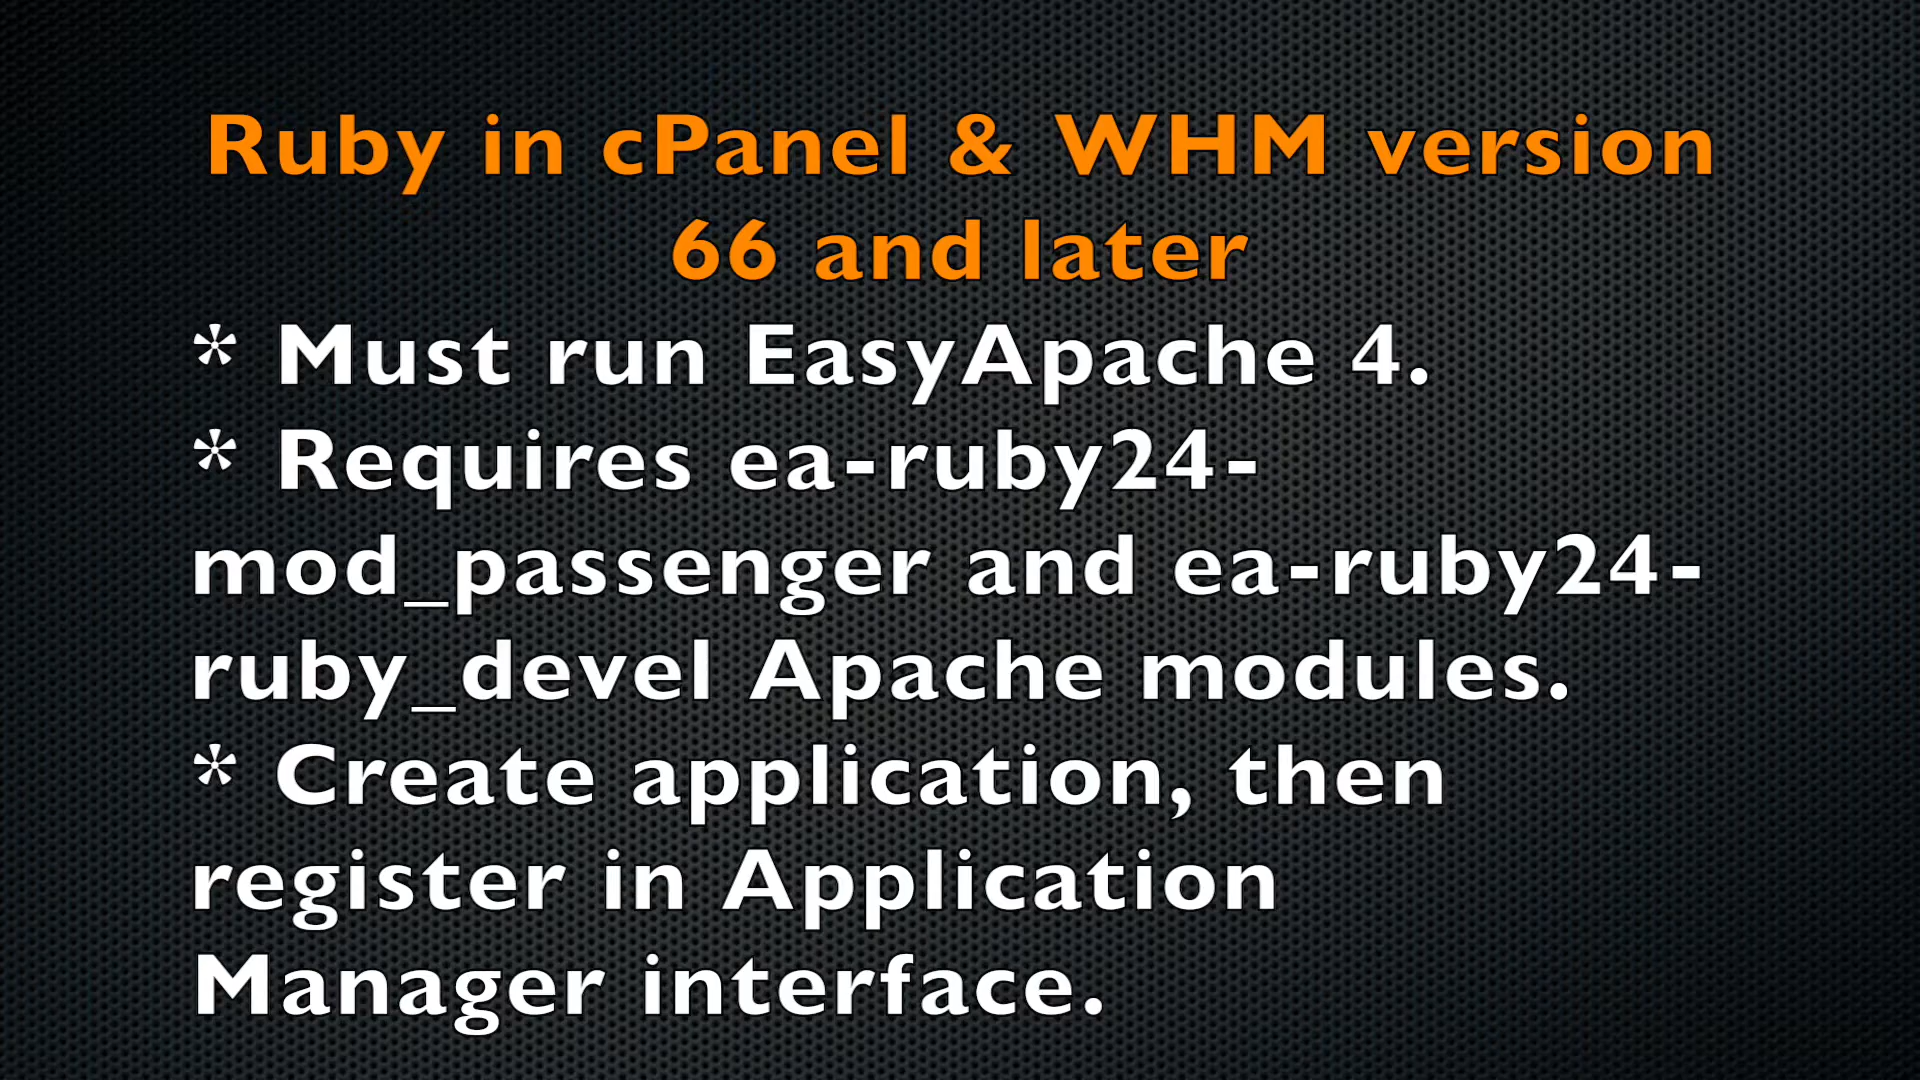 Ruby in cPanel & WHM version
66 and later
* Must run EasyApache 4.
* Requires ea-ruby24-
mod_passenger and ea-ruby24-
ruby_devel Apache modules.
* Create application, then
register in Application
Manager interface.